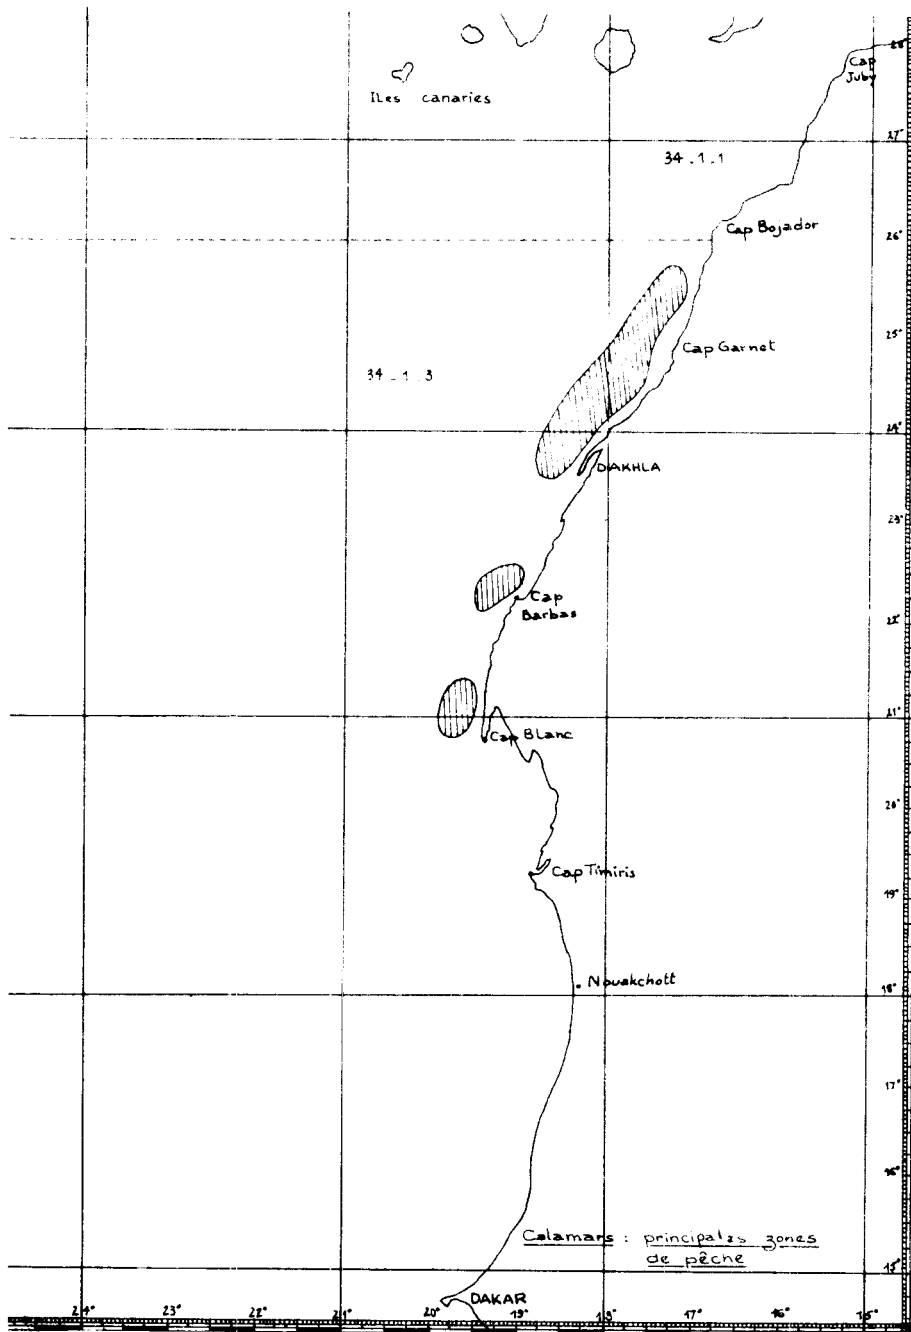 28°
Cap
Juby
Iles canaries
27°
34.1.1
Cap Bojador
26°
25°
Cap Garnet
34.1.3
24°
DAKHLA
23°
Cap
Barbas
22°
21°
Cap Blanc
20°
Cap Timiris
19°
Nouakchott
18°
17°
16°
Calamars : principales zones
de pêche
15°
DAKAR
24° 23° 22° 21° 20° 19° 18° 17° 16° 15°